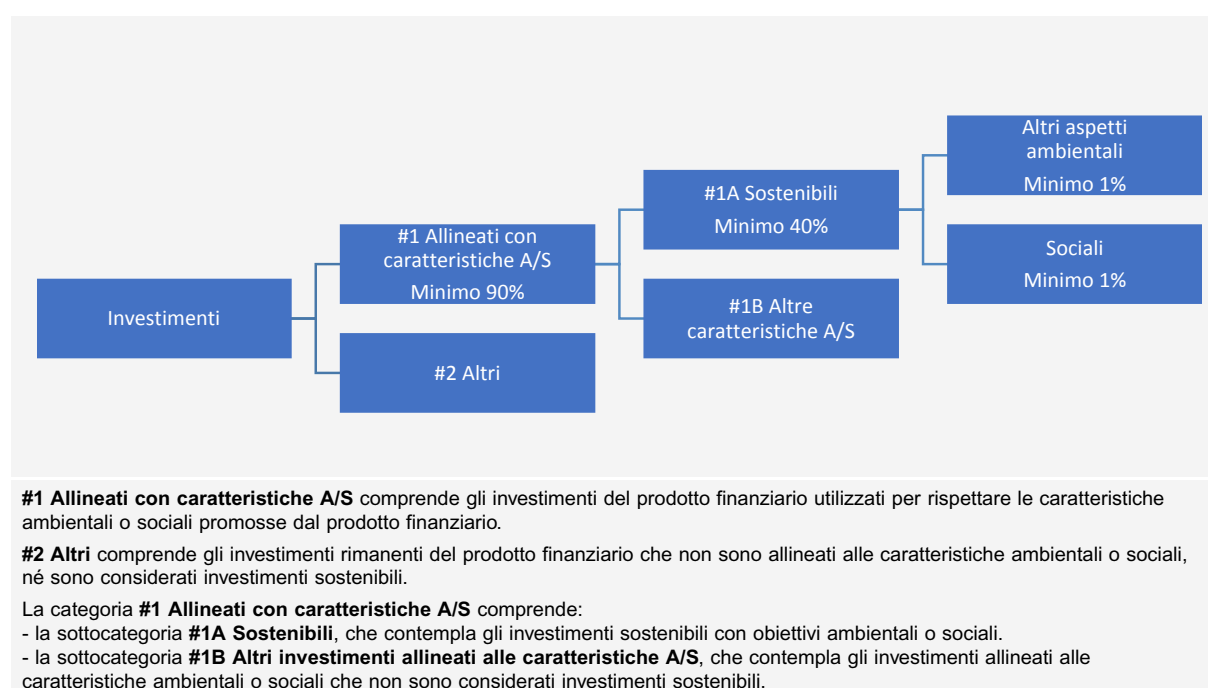 Investimenti
#1 Allineati con
caratteristiche A/S
Minimo 90%
#2 Altri
#1A Sostenibili
Minimo 40%
#1B Altre
caratteristiche A/S
Altri aspetti
ambientali
Minimo 1%
Sociali
Minimo 1%
#1 Allineati con caratteristiche A/S comprende gli investimenti del prodotto finanziario utilizzati per rispettare le caratteristiche
ambientali o sociali promosse dal prodotto finanziario.
#2 Altri comprende gli investimenti rimanenti del prodotto finanziario che non sono allineati alle caratteristiche ambientali o sociali,
né sono considerati investimenti sostenibili.
La categoria #1 Allineati con caratteristiche A/S comprende:
- la sottocategoria #1A Sostenibili, che contempla gli investimenti sostenibili con obiettivi ambientali o sociali.
- la sottocategoria #1B Altri investimenti allineati alle caratteristiche A/S, che contempla gli investimenti allineati alle
caratteristiche ambientali o sociali che non sono considerati investimenti sostenibili.